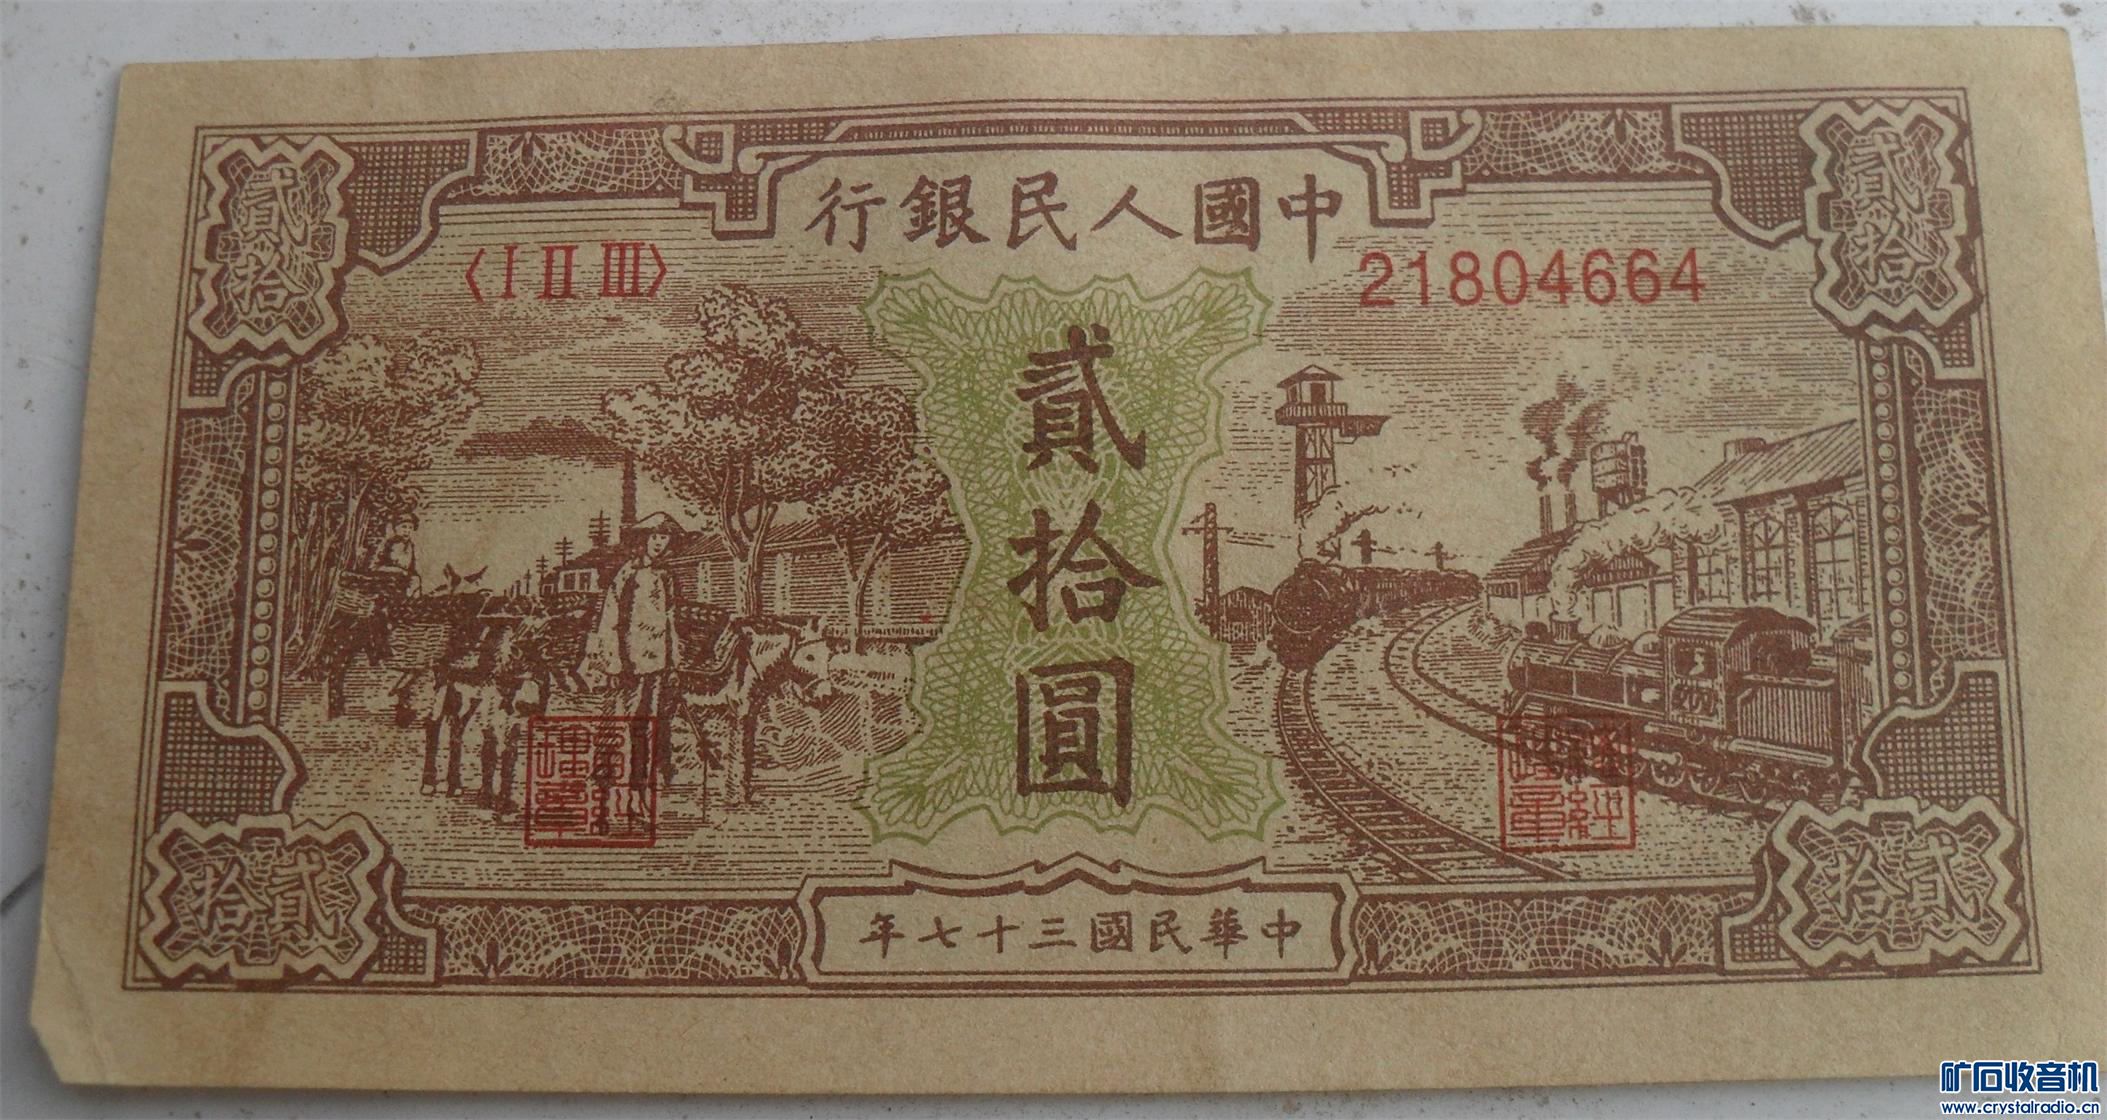 貳拾
貳拾
中國人民銀行
〈Ⅰ Ⅱ Ⅲ〉
21804664
貳拾圓
貳拾
中華民國三十七年
貳拾
矿石收音机
www.crystalradio.cn